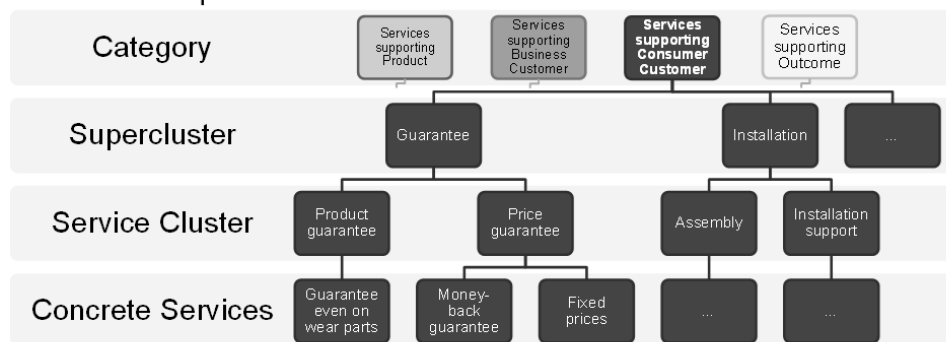 Category
Services
supporting
Product
Services
supporting
Business
Customer
Services
supporting
Consumer
Customer
Services
supporting
Outcome
Supercluster
Guarantee
Installation
...
Service Cluster
Product
guarantee
Price
guarantee
Assembly
Installation
support
Concrete Services
Guarantee
even on
wear parts
Money-
back
guarantee
Fixed
prices
...
...